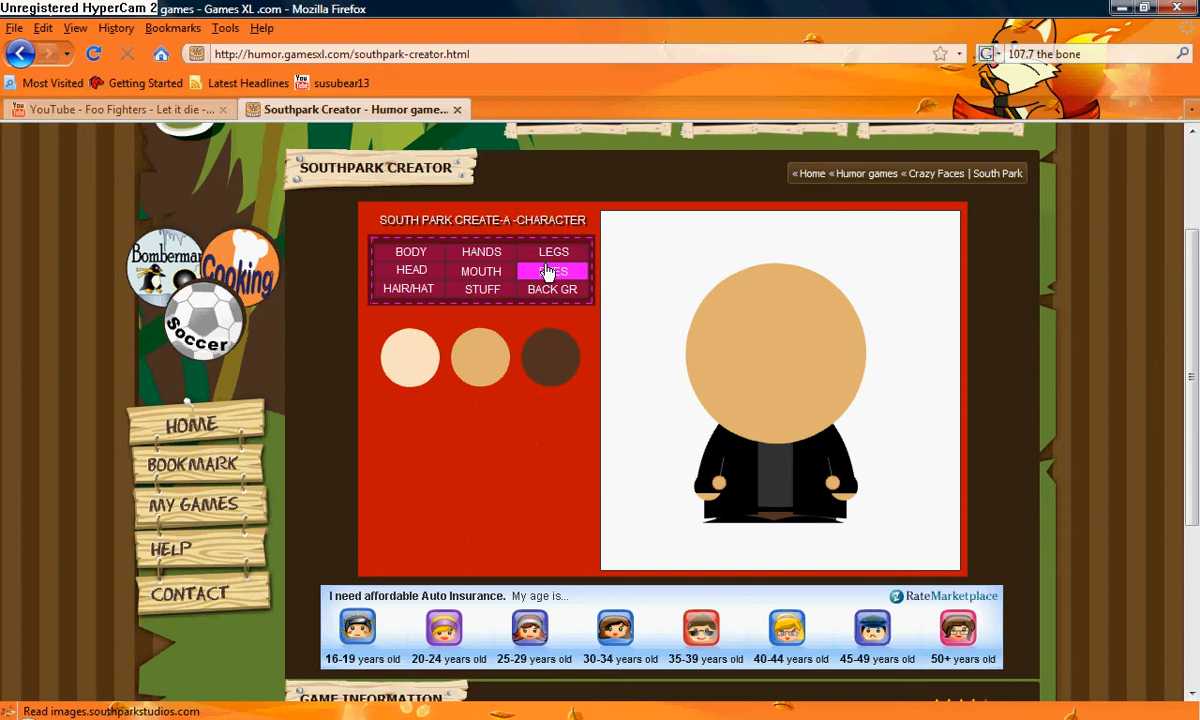 Unregistered HyperCam 2
games - Games XL .com - Mozilla Firefox
File Edit View History Bookmarks Tools Help
http://humor.gamesxl.com/southpark-creator.html
107.7 the bone
Most Visited Getting Started Latest Headlines susubear13
YouTube - Foo Fighters - Let it die -...
Southpark Creator - Humor game...
SOUTHPARK CREATOR
« Home « Humor games « Crazy Faces | South Park
SOUTH PARK CREATE-A -CHARACTER
BODY HANDS LEGS
HEAD MOUTH
HAIR/HAT STUFF BACK GR
Bomberman
Cooking
Soccer
HOME
BOOKMARK
MY GAMES
HELP
CONTACT
I need affordable Auto Insurance. My age is...
RateMarketplace
16-19 years old 20-24 years old 25-29 years old 30-34 years old 35-39 years old 40-44 years old 45-49 years old 50+ years old
GAME INFORMATION
Read images.southparkstudios.com